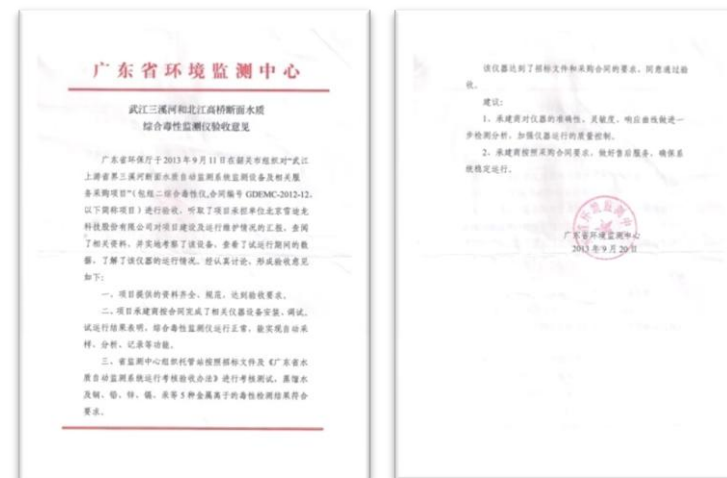 广东省环境监测中心
武江三溪河和北江高桥断面水质
综合毒性监测仪验收意见
广东省环保厅于2013年9月11日在韶关市组织对“武江
上游省界三溪河断面水质自动监测系统监测设备及相关服
务采购项目”（包组二综合毒性仪,合同编号GDEMC-2012-12,
以下简称项目）进行验收，听取了项目承担单位北京雪迪龙
科技股份有限公司对项目建设及运行维护情况的汇报，查阅
了相关资料，并实地考察了该设备，查看了试运行期间的数
据，了解了该仪器的运行情况。经认真讨论，形成验收意见
如下：
一、项目提供的资料齐全、规范，达到验收要求。
二、项目承建商按合同完成了相关仪器设备安装、调试，
试运行结果表明，综合毒性监测仪运行正常，能实现自动采
样、分析、记录等功能。
三、省监测中心组织托管站按照招标文件及《广东省水
质自动监测系统运行考核验收办法》进行考核测试，蒸馏水
及铜、铅、锌、镉、汞等5种金属离子的毒性检测结果符合
要求。
该仪器达到了招标文件和采购合同的要求，同意通过验
收。
建议：
1、承建商对仪器的准确性、灵敏度、响应曲线做进一
步检测分析，加强仪器运行的质量控制。
2、承建商按照采购合同要求，做好售后服务，确保系
统稳定运行。
广东省环境监测中心
2013年9月20日